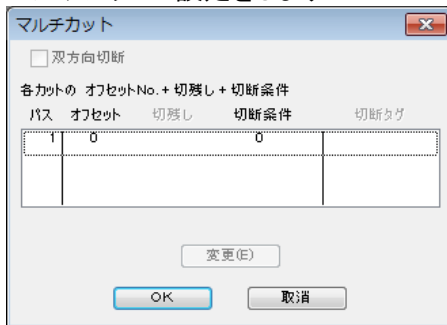 マルチカット
双方向切断
各カットの オフセットNo.+切残し+切断条件
パス オフセット 切残し 切断条件 切断タグ
1 0 0
変更(E)
OK 取消